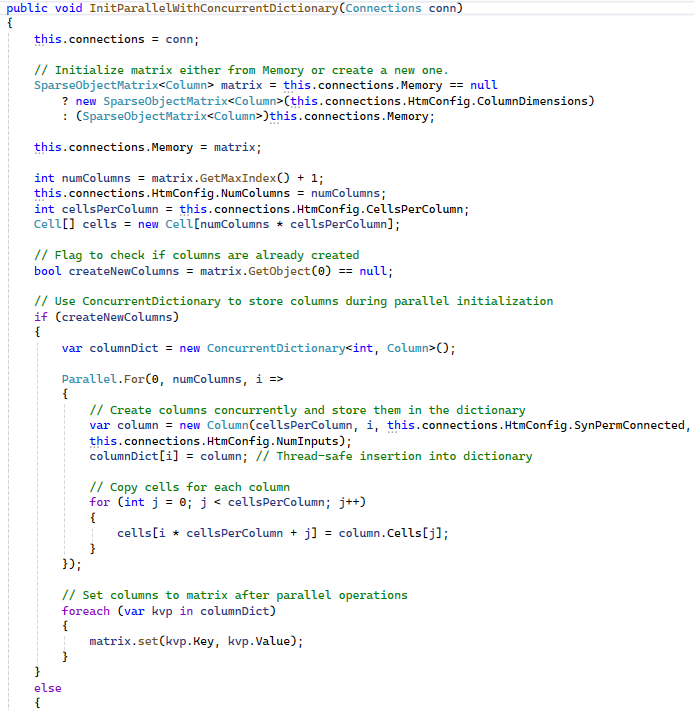 public void InitParallelWithConcurrentDictionary(Connections conn)
{
    this.connections = conn;

    // Initialize matrix either from Memory or create a new one.
    SparseObjectMatrix<Column> matrix = this.connections.Memory == null
        ? new SparseObjectMatrix<Column>(this.connections.HtmConfig.ColumnDimensions)
        : (SparseObjectMatrix<Column>)this.connections.Memory;

    this.connections.Memory = matrix;

    int numColumns = matrix.GetMaxIndex() + 1;
    this.connections.HtmConfig.NumColumns = numColumns;
    int cellsPerColumn = this.connections.HtmConfig.CellsPerColumn;
    Cell[] cells = new Cell[numColumns * cellsPerColumn];

    // Flag to check if columns are already created
    bool createNewColumns = matrix.GetObject(0) == null;

    // Use ConcurrentDictionary to store columns during parallel initialization
    if (createNewColumns)
    {
        var columnDict = new ConcurrentDictionary<int, Column>();

        Parallel.For(0, numColumns, i =>
        {
            // Create columns concurrently and store them in the dictionary
            var column = new Column(cellsPerColumn, i, this.connections.HtmConfig.SynPermConnected,
            this.connections.HtmConfig.NumInputs);
            columnDict[i] = column; // Thread-safe insertion into dictionary

            // Copy cells for each column
            for (int j = 0; j < cellsPerColumn; j++)
            {
                cells[i * cellsPerColumn + j] = column.Cells[j];
            }
        });

        // Set columns to matrix after parallel operations
        foreach (var kvp in columnDict)
        {
            matrix.set(kvp.Key, kvp.Value);
        }
    }
    else
    {